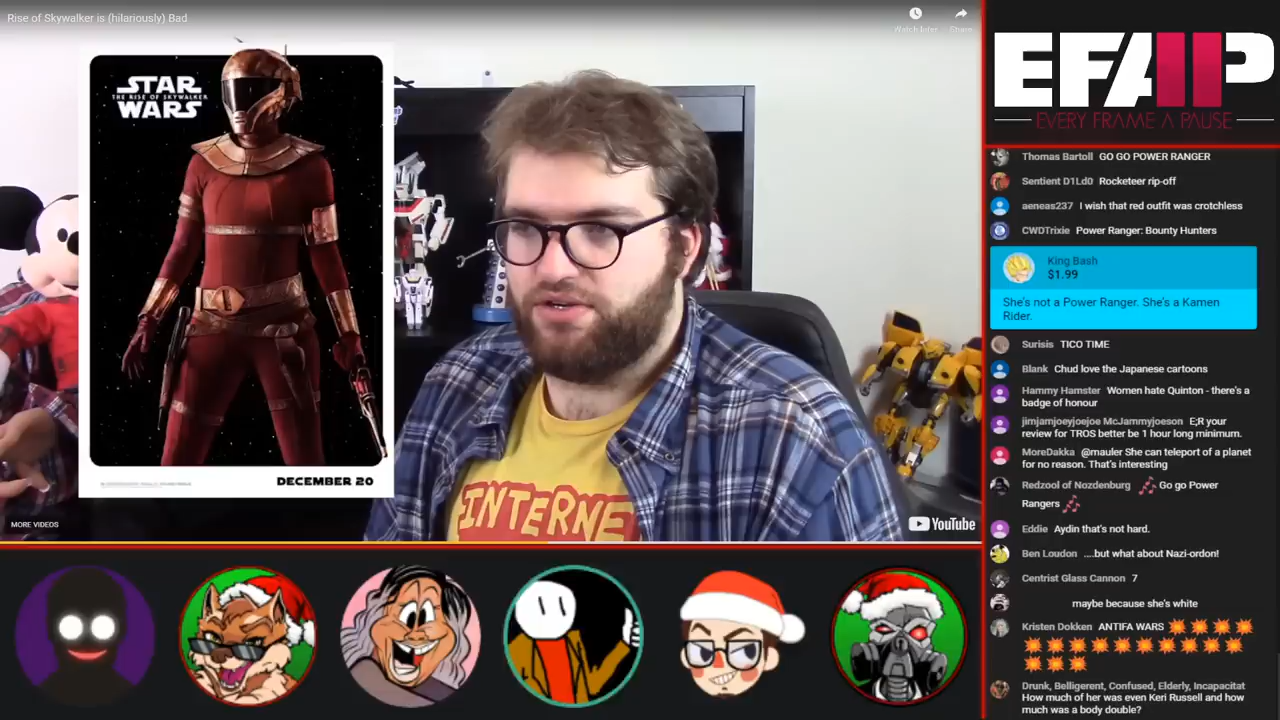 Rise of Skywalker is (hilariously) Bad
Watch later
Share
STAR
THE RISE OF SKYWALKER
WARS
DECEMBER 20
INTERNE
MORE VIDEOS
YouTube
EFAP
EVERY FRAME A PAUSE
Thomas Bartoll GO GO POWER RANGER
Sentient D1Ld0 Rocketeer rip-off
aeneas237 I wish that red outfit was crotchless
CWDTrixie Power Ranger: Bounty Hunters
King Bash
$1.99
She's not a Power Ranger. She's a Kamen
Rider.
Surisis TICO TIME
Blank Chud love the Japanese cartoons
Hammy Hamster Women hate Quinton - there's a
badge of honour
jimjamjoeyjoejoe McJammyjoeson E;R your
review for TROS better be 1 hour long minimum.
MoreDakka @mauler She can teleport of a planet
for no reason. That's interesting
Redzool of Nozdenburg 🎶 Go go Power
Rangers 🎶
Eddie Aydin that's not hard.
Ben Loudon ....but what about Nazi-ordon!
Centrist Glass Cannon 7
maybe because she's white
Kristen Dokken ANTIFA WARS 💥💥💥💥
💥💥💥💥💥💥💥💥💥💥
💥💥💥
Drunk, Belligerent, Confused, Elderly, Incapacitat
How much of her was even Keri Russell and how
much was a body double?